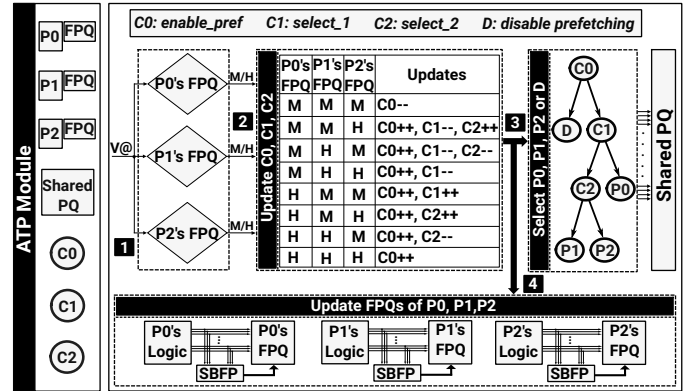 ATP Module
P0 FPQ
P1 FPQ
P2 FPQ
Shared
PQ
C0
C1
C2
C0: enable_pref C1: select_1 C2: select_2 D: disable prefetching
V@
1
P0's FPQ
M/H
P1's FPQ
M/H
P2's FPQ
M/H
2
Update C0, C1, C2
P0's P1's P2's Updates
FPQ FPQ FPQ
M M M C0--
M M H C0++, C1--, C2++
M H M C0++, C1--, C2--
M H H C0++, C1--
H M M C0++, C1++
H M H C0++, C2++
H H M C0++, C2--
H H H C0++
3
Select P0, P1, P2 or D
C0
D C1
C2 P0
P1 P2
Shared PQ
4
Update FPQs of P0, P1,P2
P0's
Logic
P0's
FPQ
SBFP
P1's
Logic
P1's
FPQ
SBFP
P2's
Logic
P2's
FPQ
SBFP